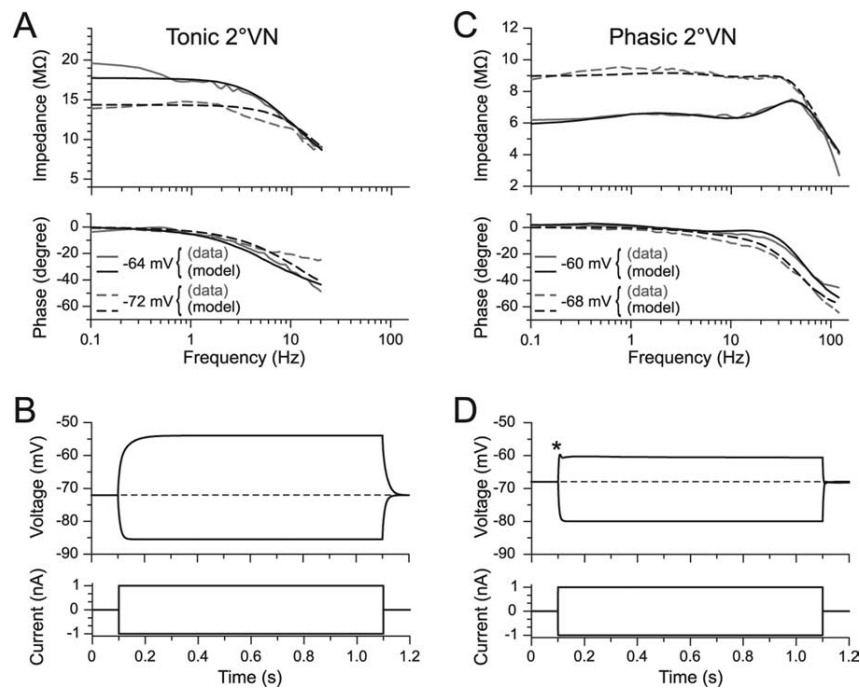 A
Tonic 2°VN
C
Phasic 2°VN
Impedance (MΩ)
20
15
10
5
Impedance (MΩ)
12
10
8
6
4
2
Phase (degree)
0
-20
-40
-60
-64 mV { (data)
(model)
-72 mV { (data)
(model)
0.1 1 10 100
Frequency (Hz)
Phase (degree)
0
-20
-40
-60
-60 mV { (data)
(model)
-68 mV { (data)
(model)
0.1 1 10 100
Frequency (Hz)
B
Voltage (mV)
-50
-60
-70
-80
-90
Current (nA)
1
0
-1
0 0.2 0.4 0.6 0.8 1.0 1.2
Time (s)
D
Voltage (mV)
-50
-60
-70
-80
-90
*
Current (nA)
1
0
-1
0 0.2 0.4 0.6 0.8 1.0 1.2
Time (s)